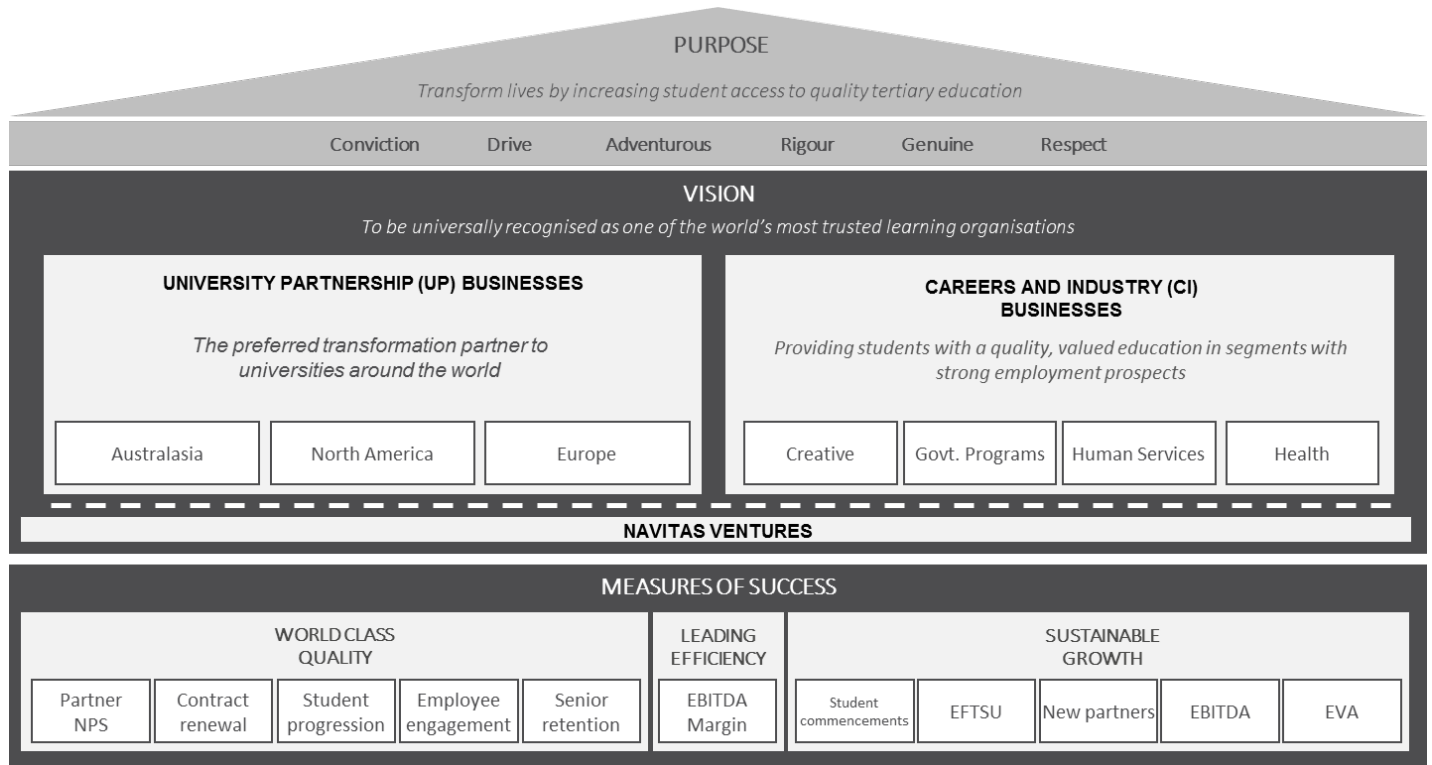 PURPOSE
Transform lives by increasing student access to quality tertiary education
Conviction Drive Adventurous Rigour Genuine Respect
VISION
To be universally recognised as one of the world's most trusted learning organisations
UNIVERSITY PARTNERSHIP (UP) BUSINESSES
The preferred transformation partner to
universities around the world
Australasia
North America
Europe
CAREERS AND INDUSTRY (CI)
BUSINESSES
Providing students with a quality, valued education in segments with
strong employment prospects
Creative
Govt. Programs
Human Services
Health
NAVITAS VENTURES
MEASURES OF SUCCESS
WORLD CLASS
QUALITY
Partner
NPS
Contract
renewal
Student
progression
Employee
engagement
Senior
retention
LEADING
EFFICIENCY
EBITDA
Margin
SUSTAINABLE
GROWTH
Student
commencements
EFTSU
New partners
EBITDA
EVA